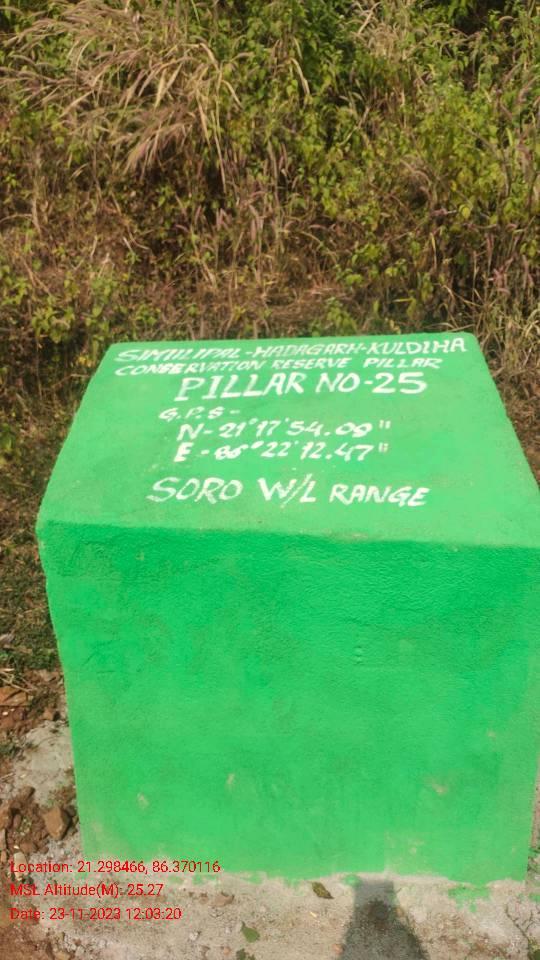 SIMILIPAL-HADAGARH-KULDIHA
CONSERVATION RESERVE PILLAR
PILLAR NO-25
G.P.S-
N-21°17'54.09"
E-86°22'12.47"
SORO W/L RANGE
Location: 21.298466, 86.370116
MSL Altitude(M): 25.27
Date: 23-11-2023 12:03:20